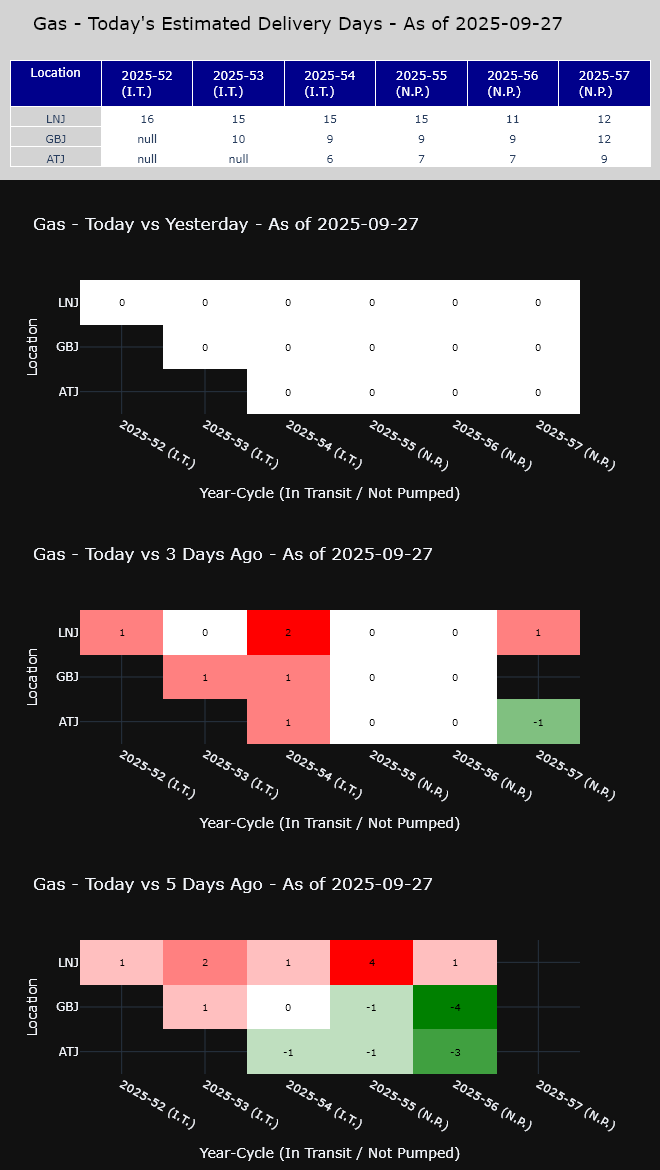 Gas - Today's Estimated Delivery Days - As of 2025-09-27
Location 2025-52 (I.T.) 2025-53 (I.T.) 2025-54 (I.T.) 2025-55 (N.P.) 2025-56 (N.P.) 2025-57 (N.P.)
LNJ 16 15 15 15 11 12
GBJ null 10 9 9 9 12
ATJ null null 6 7 7 9
Gas - Today vs Yesterday - As of 2025-09-27
Location
LNJ 0 0 0 0 0 0
GBJ 0 0 0 0 0
ATJ 0 0 0 0
2025-52 (I.T.) 2025-53 (I.T.) 2025-54 (I.T.) 2025-55 (N.P.) 2025-56 (N.P.) 2025-57 (N.P.)
Year-Cycle (In Transit / Not Pumped)
Gas - Today vs 3 Days Ago - As of 2025-09-27
Location
LNJ 1 0 2 0 0 1
GBJ 1 1 0 0
ATJ 1 0 0 -1
2025-52 (I.T.) 2025-53 (I.T.) 2025-54 (I.T.) 2025-55 (N.P.) 2025-56 (N.P.) 2025-57 (N.P.)
Year-Cycle (In Transit / Not Pumped)
Gas - Today vs 5 Days Ago - As of 2025-09-27
Location
LNJ 1 2 1 4 1
GBJ 1 0 -1 -4
ATJ -1 -1 -3
2025-52 (I.T.) 2025-53 (I.T.) 2025-54 (I.T.) 2025-55 (N.P.) 2025-56 (N.P.) 2025-57 (N.P.)
Year-Cycle (In Transit / Not Pumped)